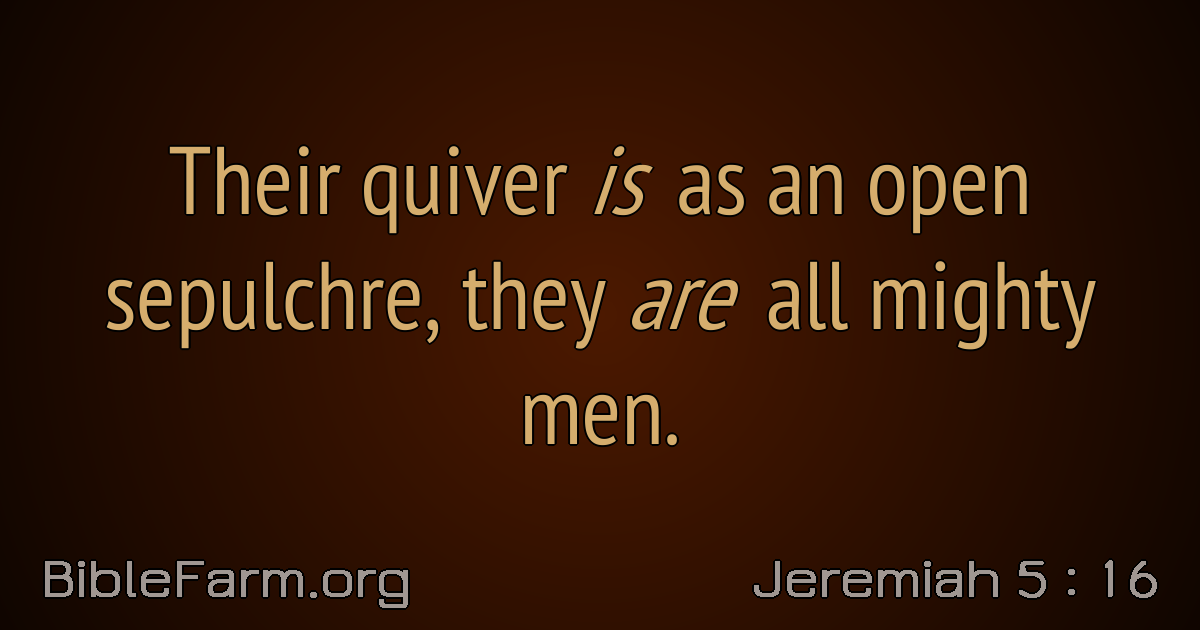 Their quiver is as an open
sepulchre, they are all mighty
men.
BibleFarm.org
Jeremiah 5 : 16